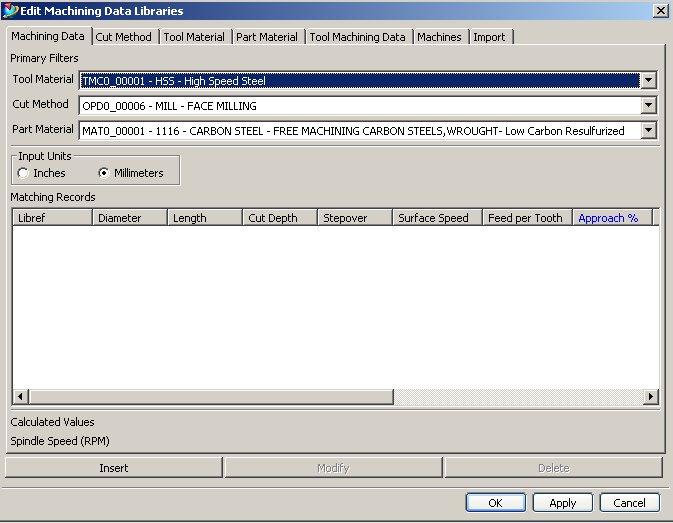 Edit Machining Data Libraries
Machining Data Cut Method Tool Material Part Material Tool Machining Data Machines Import
Primary Filters
Tool Material TMC0_00001 - HSS - High Speed Steel
Cut Method OPD0_00006 - MILL - FACE MILLING
Part Material MAT0_00001 - 1116 - CARBON STEEL - FREE MACHINING CARBON STEELS,WROUGHT- Low Carbon Resulfurized
Input Units
Inches Millimeters
Matching Records
Libref Diameter Length Cut Depth Stepover Surface Speed Feed per Tooth Approach %
Calculated Values
Spindle Speed (RPM)
Insert Modify Delete
OK Apply Cancel